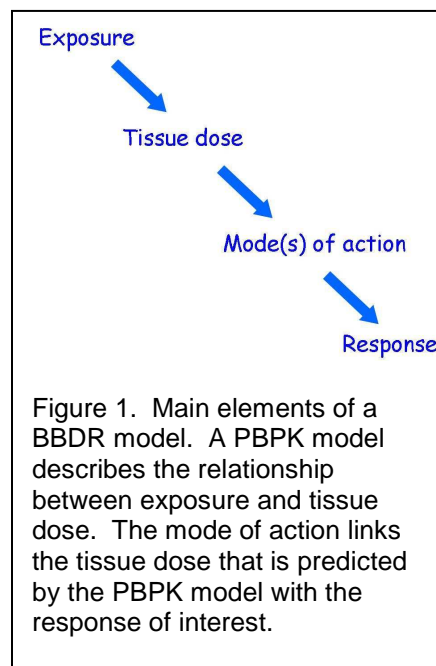 Exposure
Tissue dose
Mode(s) of action
Response
Figure 1. Main elements of a
BBDR model. A PBPK model
describes the relationship
between exposure and tissue
dose. The mode of action links
the tissue dose that is predicted
by the PBPK model with the
response of interest.